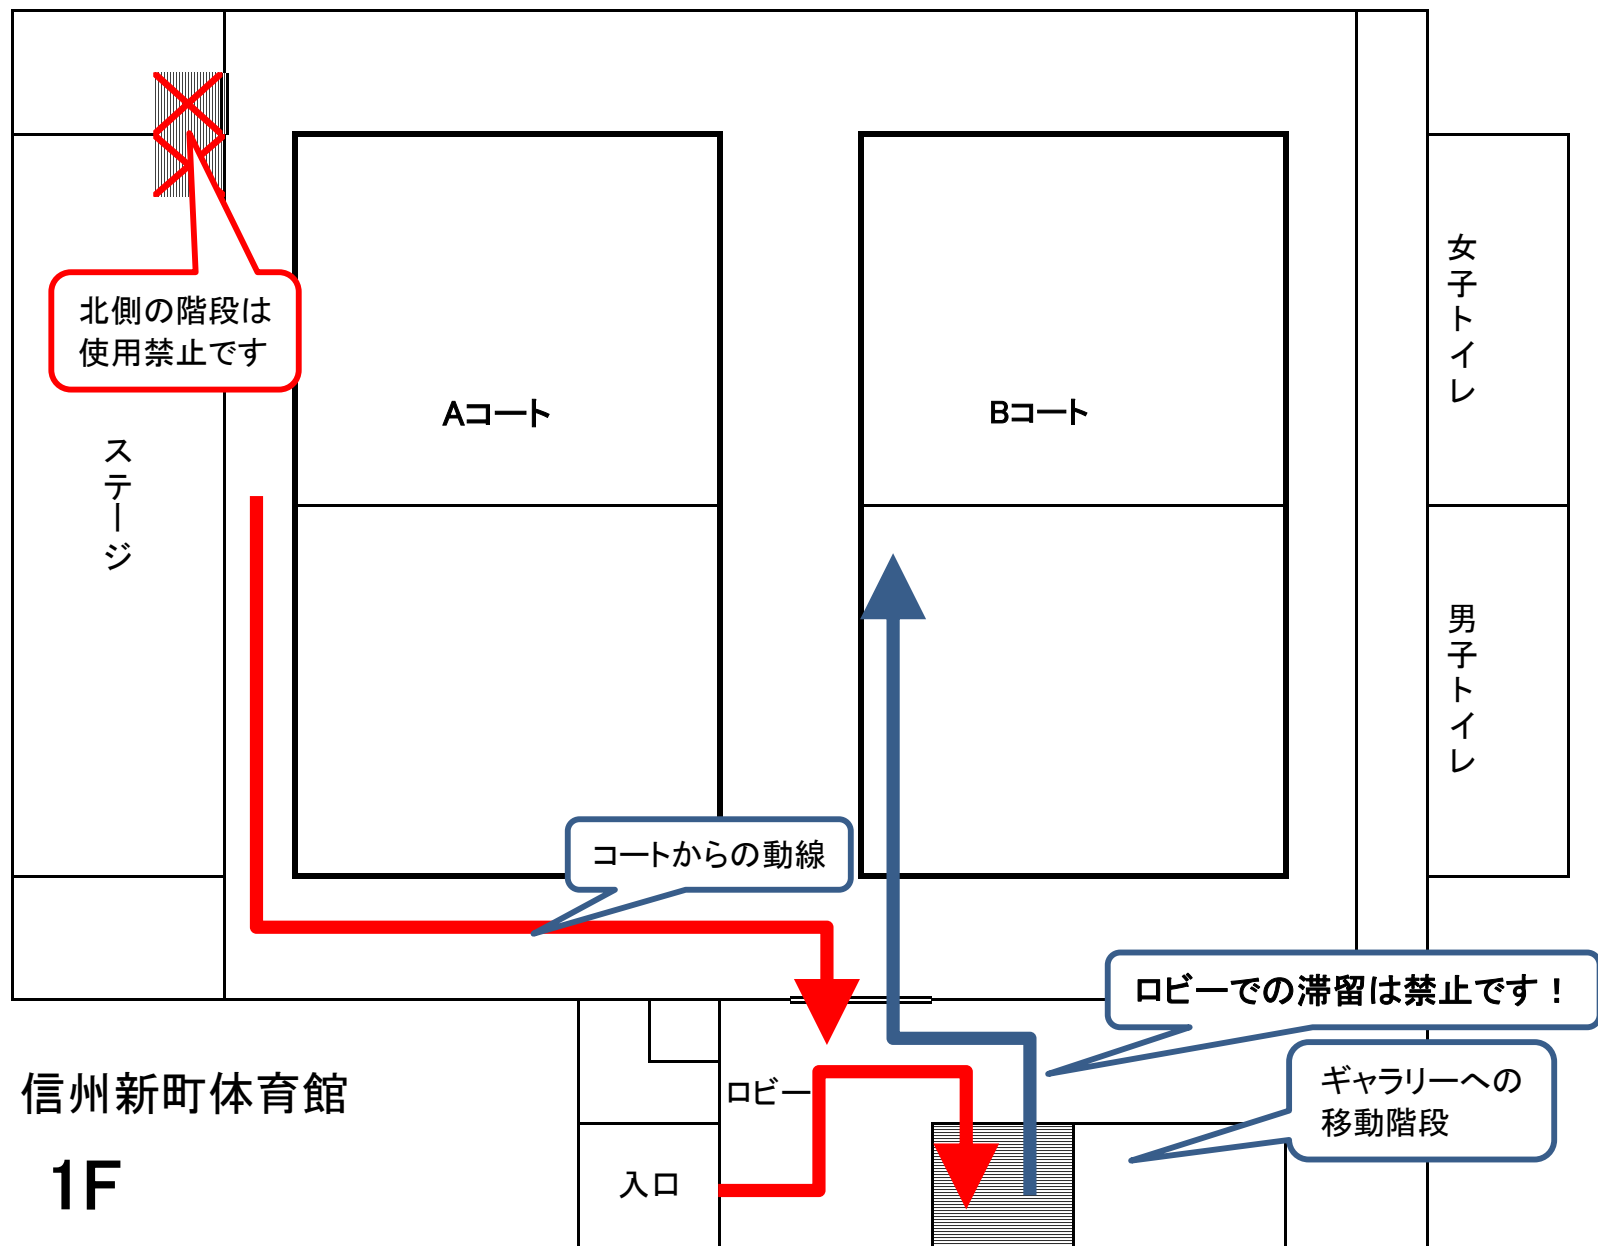 北側の階段は
使用禁止です
Aコート
Bコート
女子トイレ
ステージ
男子トイレ
コートからの動線
ロビーでの滞留は禁止です！
ギャラリーへの
移動階段
ロビー
信州新町体育館
入口
1F